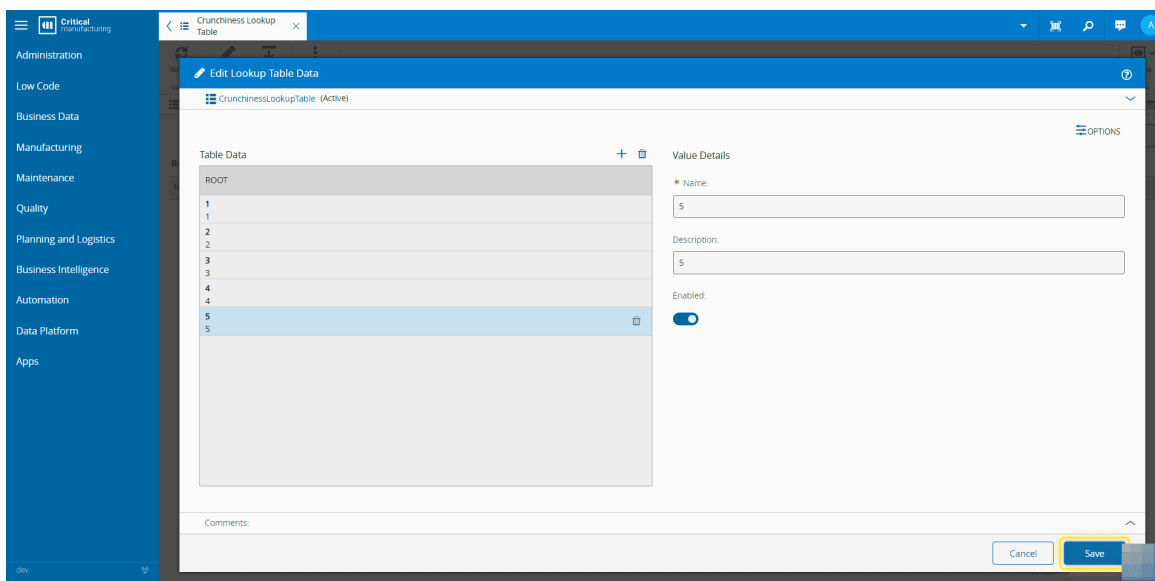 Critical
manufacturing
Crunchiness Lookup
Table
A
Administration
Low Code
Business Data
Manufacturing
Maintenance
Quality
Planning and Logistics
Business Intelligence
Automation
Data Platform
Apps
dev
Edit Lookup Table Data
CrunchinessLookupTable (Active)
OPTIONS
Table Data
ROOT
1
1
2
2
3
3
4
4
5
5
Value Details
* Name:
5
Description:
5
Enabled:
Comments:
Cancel
Save